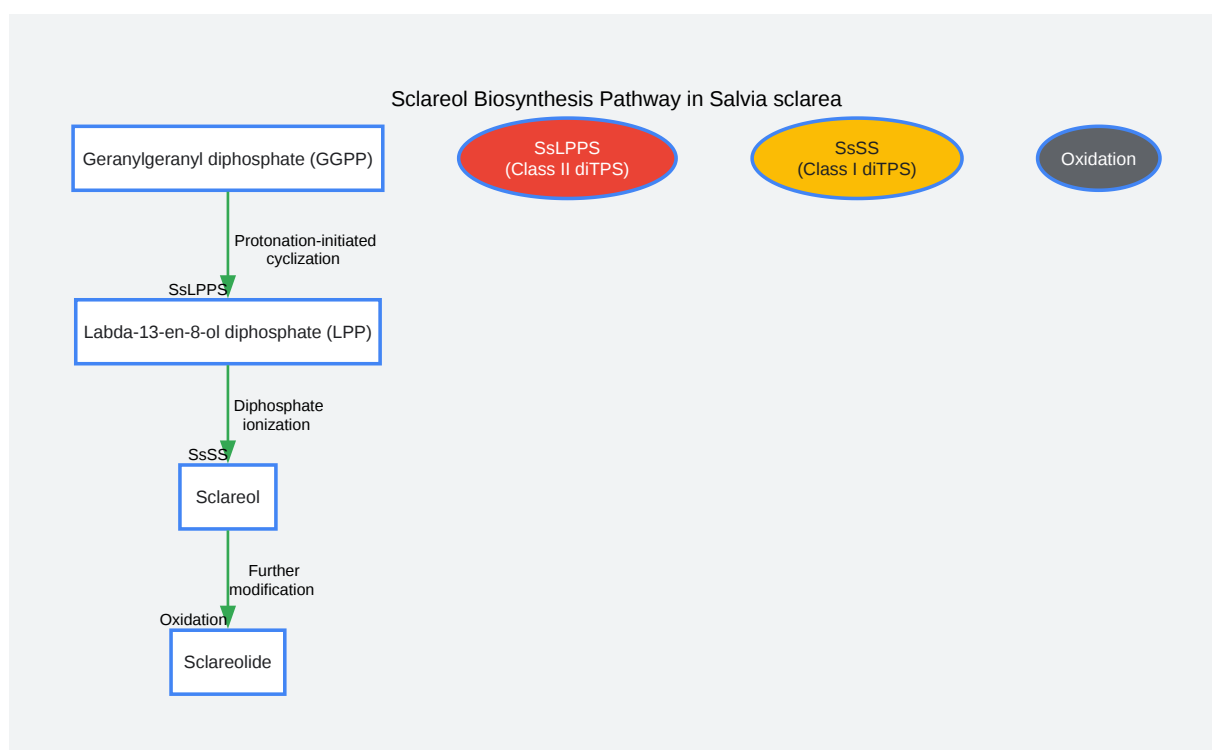 Sclareol Biosynthesis Pathway in Salvia sclarea
Geranylgeranyl diphosphate (GGPP)
SsLPPS
(Class II diTPS)
SsSS
(Class I diTPS)
Oxidation
Protonation-initiated
cyclization
SsLPPS
Labda-13-en-8-ol diphosphate (LPP)
Diphosphate
ionization
SsSS
Sclareol
Further
modification
Oxidation
Sclareolide